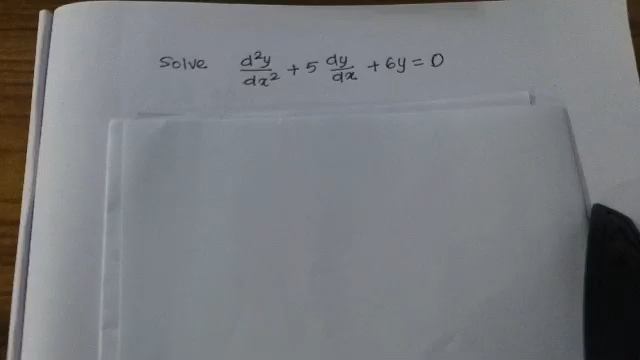 Solve d²y/dx² + 5 dy/dx + 6y = 0